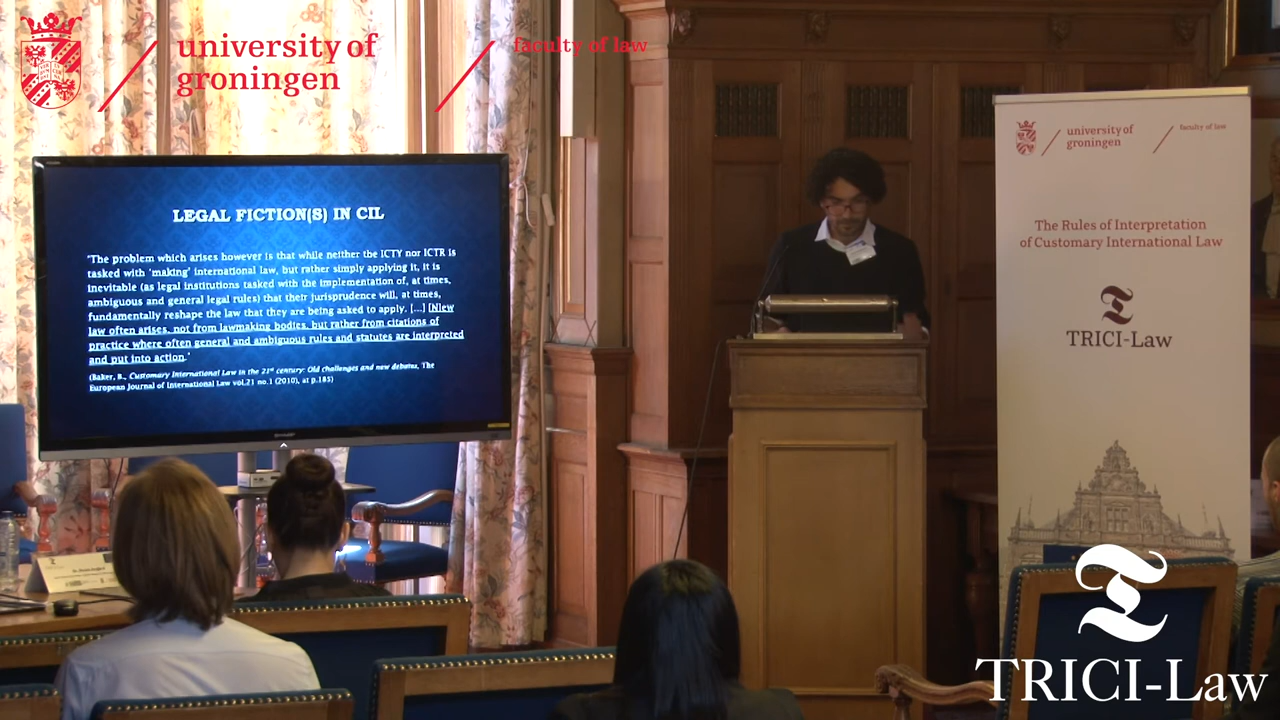 university of
groningen
faculty of law
LEGAL FICTION(S) IN CIL
'The problem which arises however is that while neither the ICTY nor ICTR is
tasked with 'making' international law, but rather simply applying it, it is
inevitable (as legal institutions tasked with the implementation of, at times,
ambiguous and general legal rules) that their jurisprudence will, at times,
fundamentally reshape the law that they are being asked to apply. [...] [N]ew
law often arises, not from lawmaking bodies, but rather from citations of
practice where often general and ambiguous rules and statutes are interpreted
and put into action.'
(Baker, R., Customary International Law in the 21st century: Old challenges and new debates, The
European Journal of International Law vol.21 no.1 (2010), at p.185)
SHARP
university of
groningen
faculty of law
The Rules of Interpretation
of Customary International Law
TRICI-Law
TRICI-Law